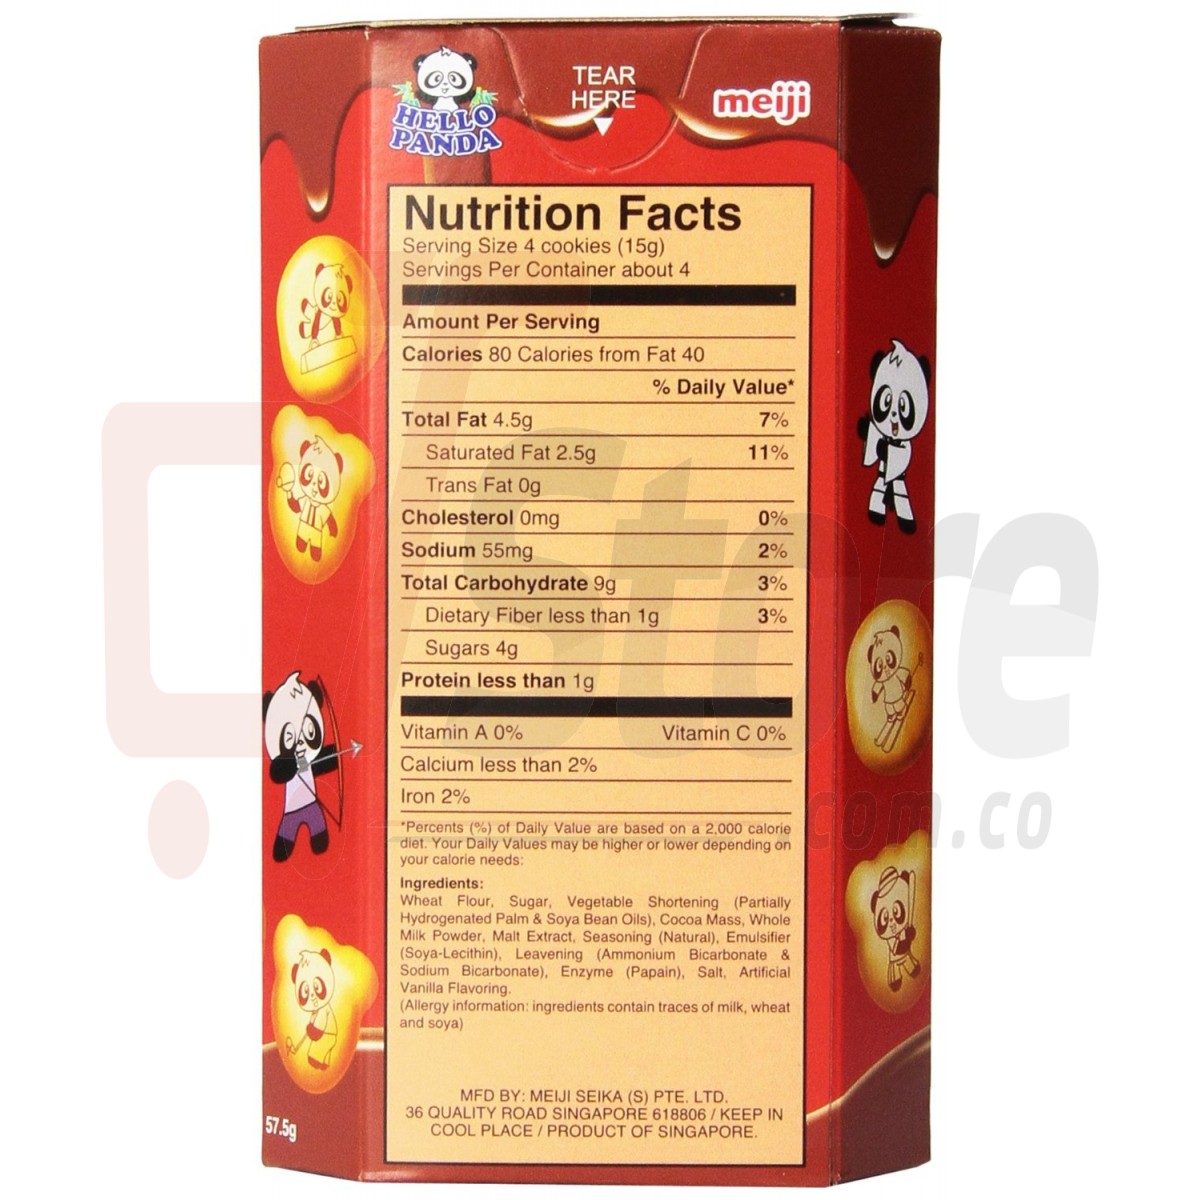 HELLO
PANDA
TEAR
HERE
meiji
Nutrition Facts
Serving Size 4 cookies (15g)
Servings Per Container about 4
Amount Per Serving
Calories 80 Calories from Fat 40
% Daily Value*
Total Fat 4.5g 7%
Saturated Fat 2.5g 11%
Trans Fat 0g
Cholesterol 0mg 0%
Sodium 55mg 2%
Total Carbohydrate 9g 3%
Dietary Fiber less than 1g 3%
Sugars 4g
Protein less than 1g
Vitamin A 0% Vitamin C 0%
Calcium less than 2%
Iron 2%
*Percents (%) of Daily Value are based on a 2,000 calorie
diet. Your Daily Values may be higher or lower depending on
your calorie needs:
Ingredients:
Wheat Flour, Sugar, Vegetable Shortening (Partially
Hydrogenated Palm & Soya Bean Oils), Cocoa Mass, Whole
Milk Powder, Malt Extract, Seasoning (Natural), Emulsifier
(Soya-Lecithin), Leavening (Ammonium Bicarbonate &
Sodium Bicarbonate), Enzyme (Papain), Salt, Artificial
Vanilla Flavoring.
(Allergy information: ingredients contain traces of milk, wheat
and soya)
MFD BY: MEIJI SEIKA (S) PTE. LTD.
36 QUALITY ROAD SINGAPORE 618806 / KEEP IN
COOL PLACE / PRODUCT OF SINGAPORE.
57.5g
Store
.com.co